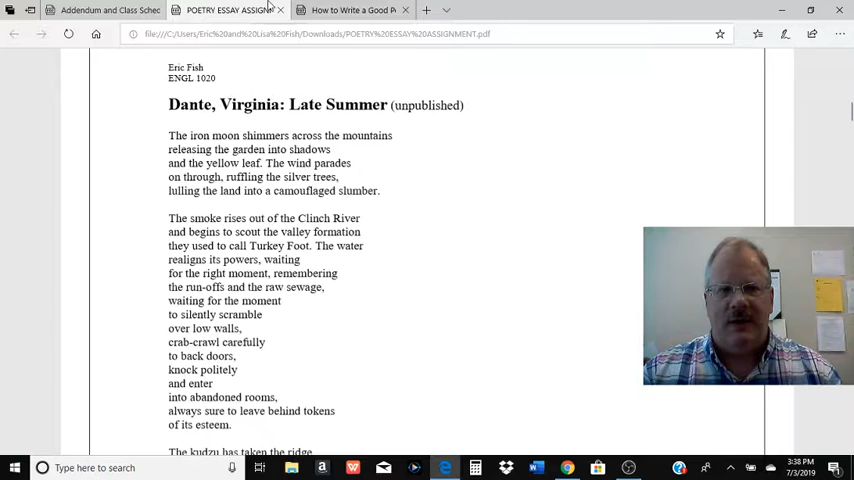 Addendum and Class Schec
POETRY ESSAY ASSIGNM
How to Write a Good Po
file:///C:/Users/Eric%20and%20Lisa%20Fish/Downloads/POETRY%20ESSAY%20ASSIGNMENT.pdf
Eric Fish
ENGL 1020
Dante, Virginia: Late Summer (unpublished)
The iron moon shimmers across the mountains
releasing the garden into shadows
and the yellow leaf. The wind parades
on through, ruffling the silver trees,
lulling the land into a camouflaged slumber.
The smoke rises out of the Clinch River
and begins to scout the valley formation
they used to call Turkey Foot. The water
realigns its powers, waiting
for the right moment, remembering
the run-offs and the raw sewage,
waiting for the moment
to silently scramble
over low walls,
crab-crawl carefully
to back doors,
knock politely
and enter
into abandoned rooms,
always sure to leave behind tokens
of its esteem.
The kudzu has taken the ridge
Type here to search
3:38 PM
7/3/2019